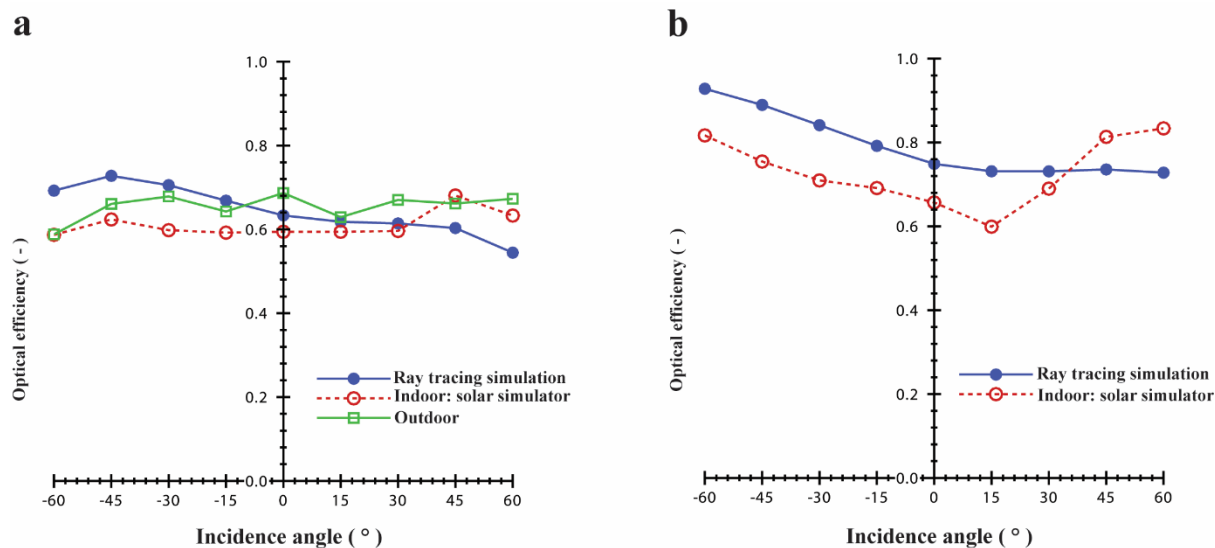 a
1.0
0.8
0.6
0.4
0.2
0.0
Optical efficiency ( - )
Ray tracing simulation
Indoor: solar simulator
Outdoor
-60 -45 -30 -15 0 15 30 45 60
Incidence angle ( ° )
b
1.0
0.8
0.6
0.4
0.2
0.0
Optical efficiency ( - )
Ray tracing simulation
Indoor: solar simulator
-60 -45 -30 -15 0 15 30 45 60
Incidence angle ( ° )